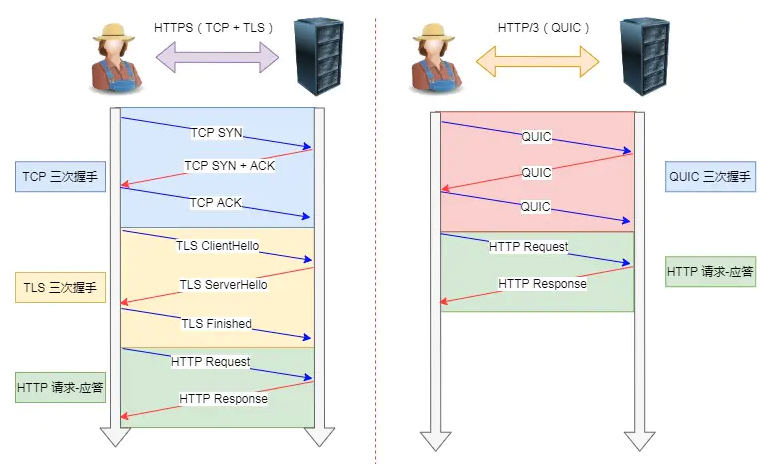 HTTPS（TCP + TLS）
TCP 三次握手
TCP SYN
TCP SYN + ACK
TCP ACK
TLS 三次握手
TLS ClientHello
TLS ServerHello
TLS Finished
HTTP 请求-应答
HTTP Request
HTTP Response
HTTP/3（QUIC）
QUIC
QUIC
QUIC
QUIC 三次握手
HTTP Request
HTTP Response
HTTP 请求-应答